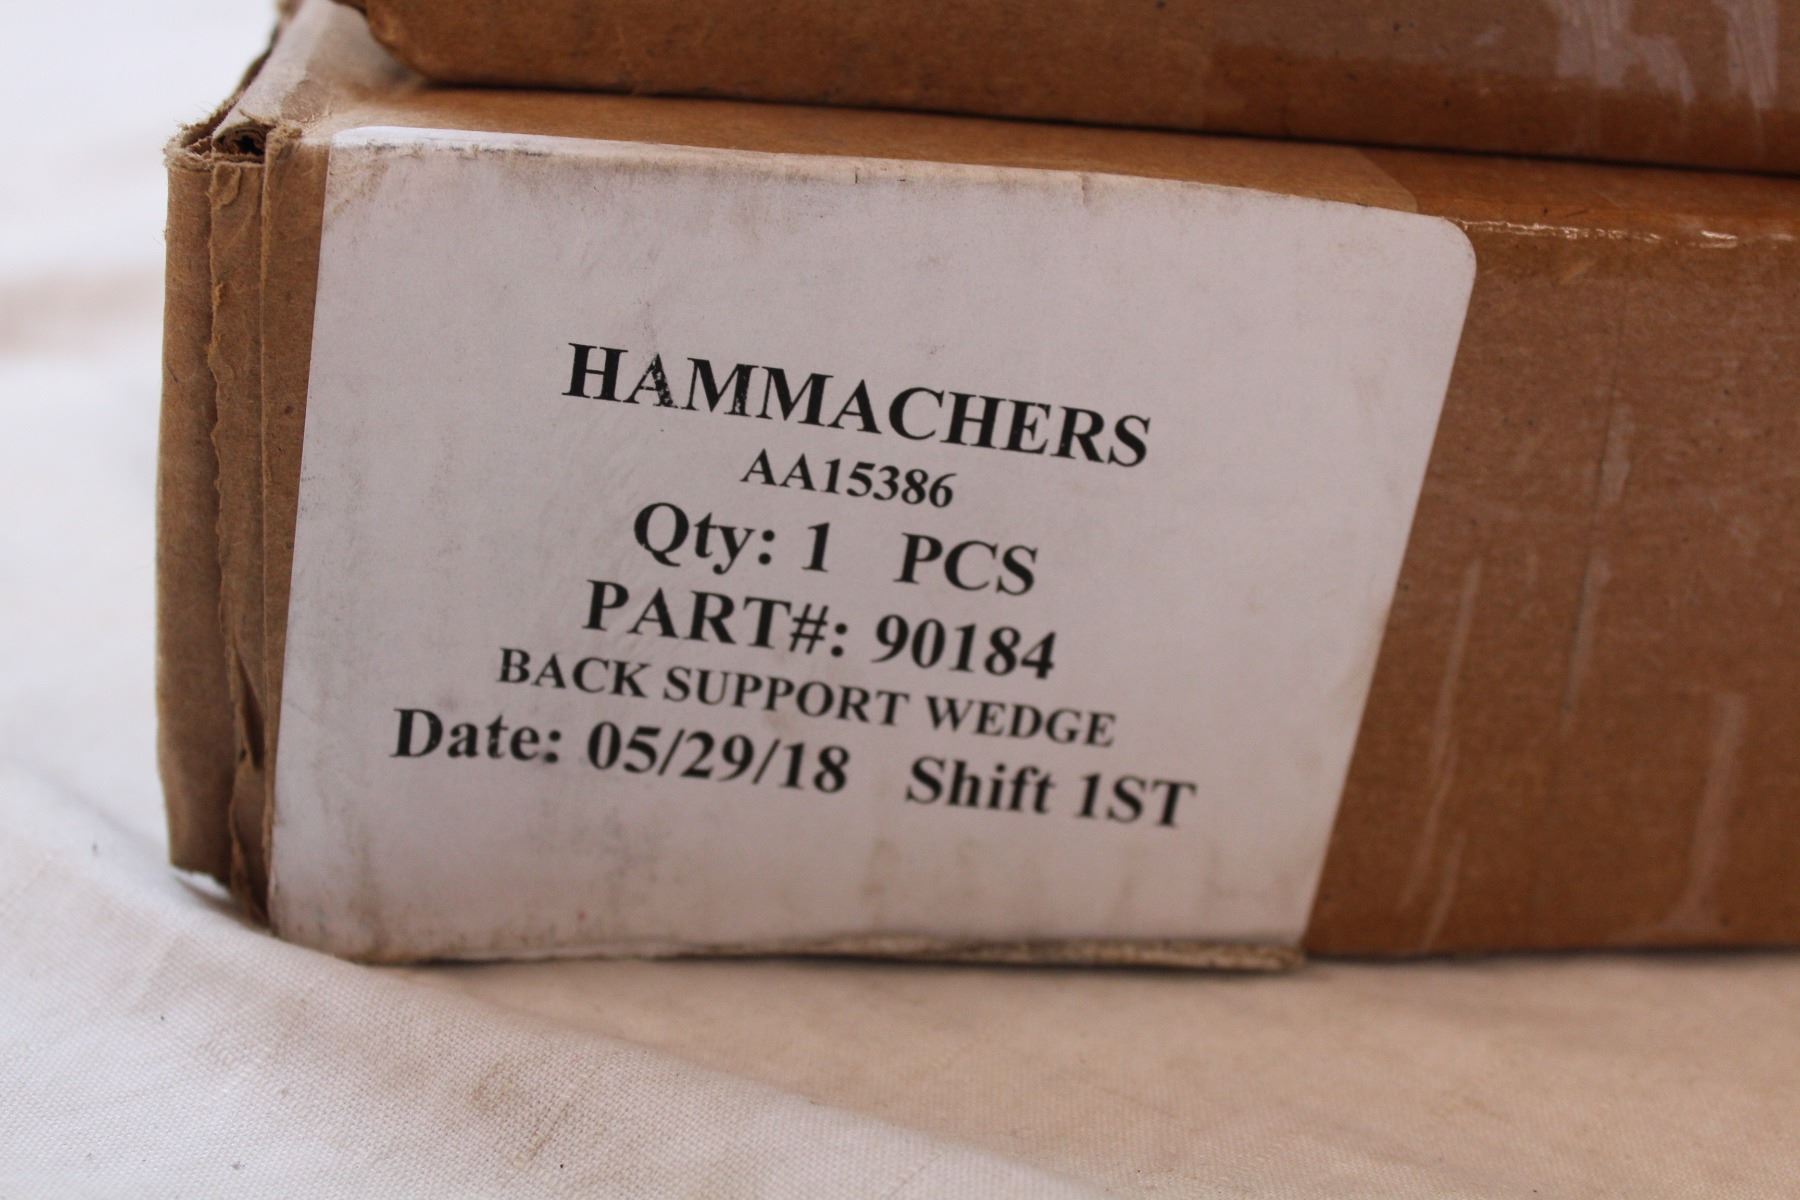 HAMMACHERS
AA15386
Qty: 1 PCS
PART#: 90184
BACK SUPPORT WEDGE
Date: 05/29/18 Shift 1ST